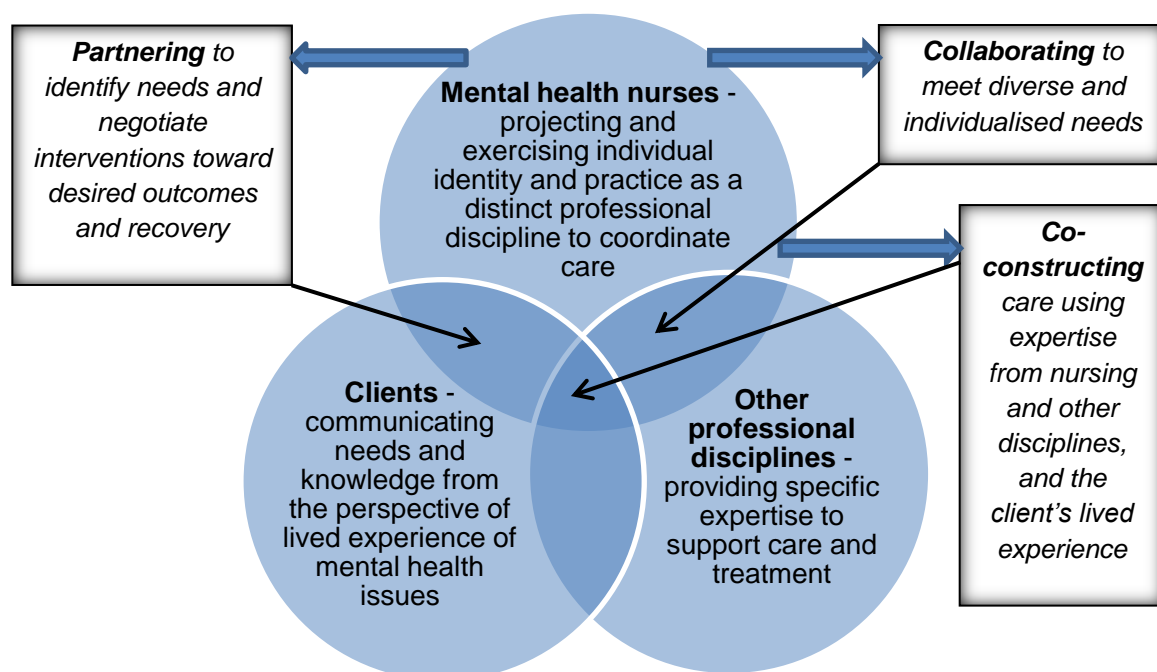 Partnering to
identify needs and
negotiate
interventions toward
desired outcomes
and recovery
Mental health nurses -
projecting and
exercising individual
identity and practice as a
distinct professional
discipline to coordinate
care
Collaborating to
meet diverse and
individualised needs
Co-
constructing
care using
expertise
from nursing
and other
disciplines,
and the
client’s lived
experience
Clients -
communicating
needs and
knowledge from
the perspective of
lived experience of
mental health
issues
Other
professional
disciplines -
providing specific
expertise to
support care and
treatment